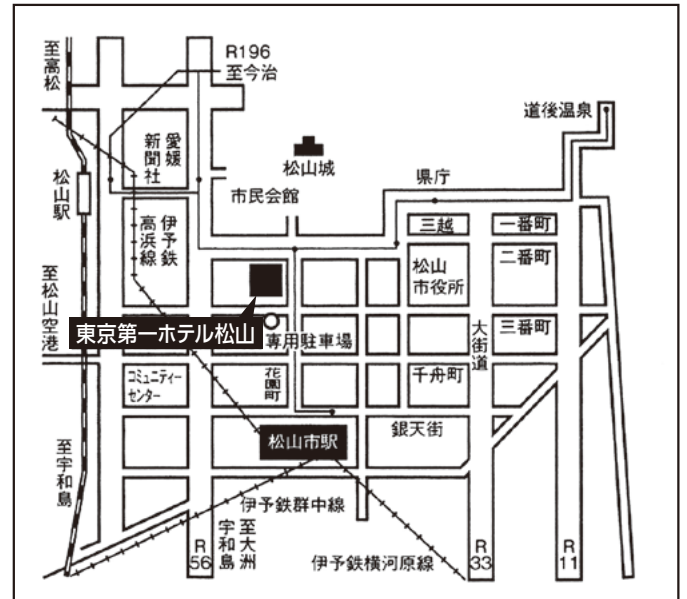 至高松
R196
至今治
道後温泉
愛媛
新聞社
松山城
県庁
松山駅
市民会館
伊予鉄
高浜線
三越
一番町
松山
市役所
二番町
至松山空港
東京第一ホテル松山
専用駐車場
大街道
三番町
コミュニティー
センター
花園町
千舟町
銀天街
松山市駅
至宇和島
伊予鉄群中線
至大洲
宇和島
R
56
伊予鉄横河原線
R
33
R
11